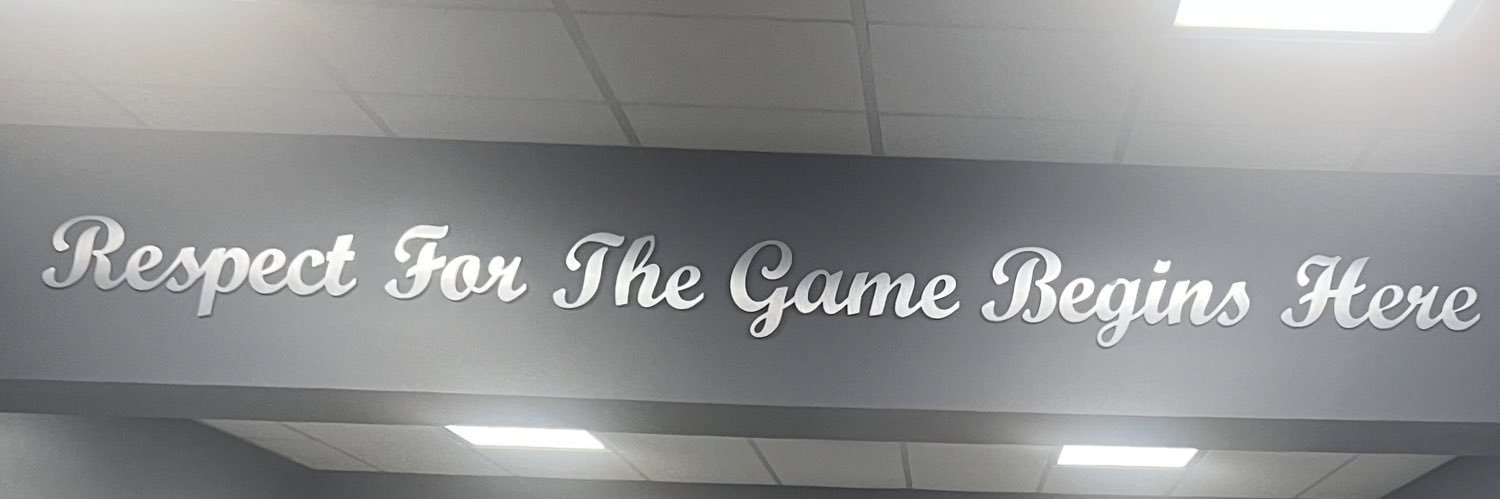 Respect For The Game Begins Here